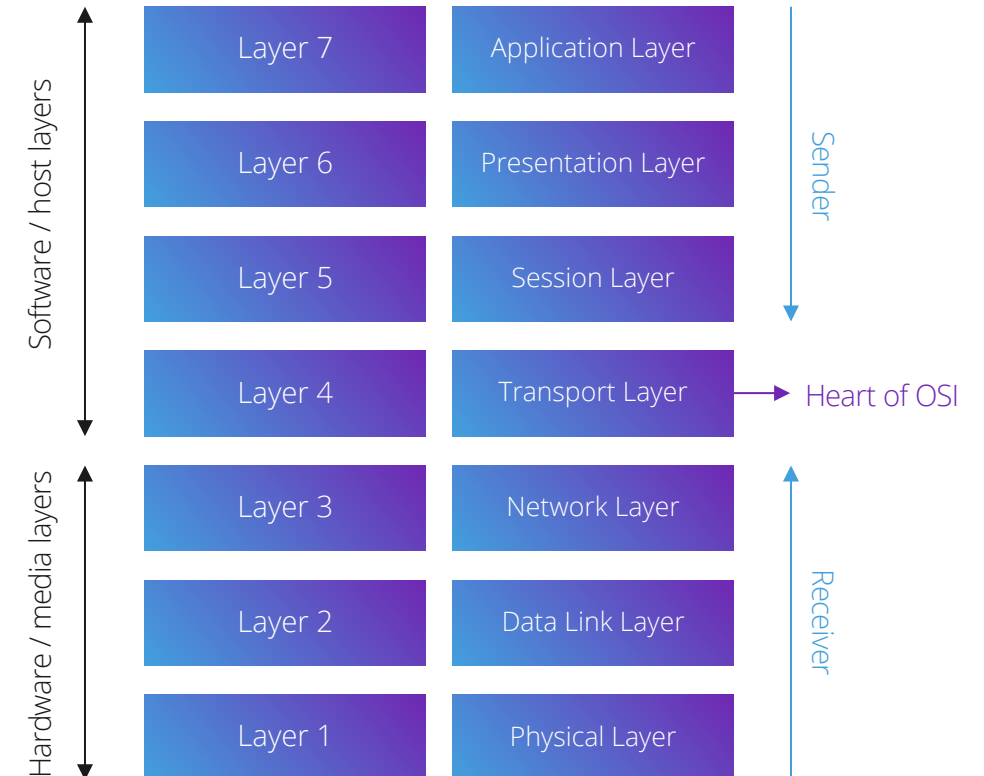 Software / host layers
Layer 7
Application Layer
Layer 6
Presentation Layer
Sender
Layer 5
Session Layer
Layer 4
Transport Layer
Heart of OSI
Hardware / media layers
Layer 3
Network Layer
Layer 2
Data Link Layer
Receiver
Layer 1
Physical Layer